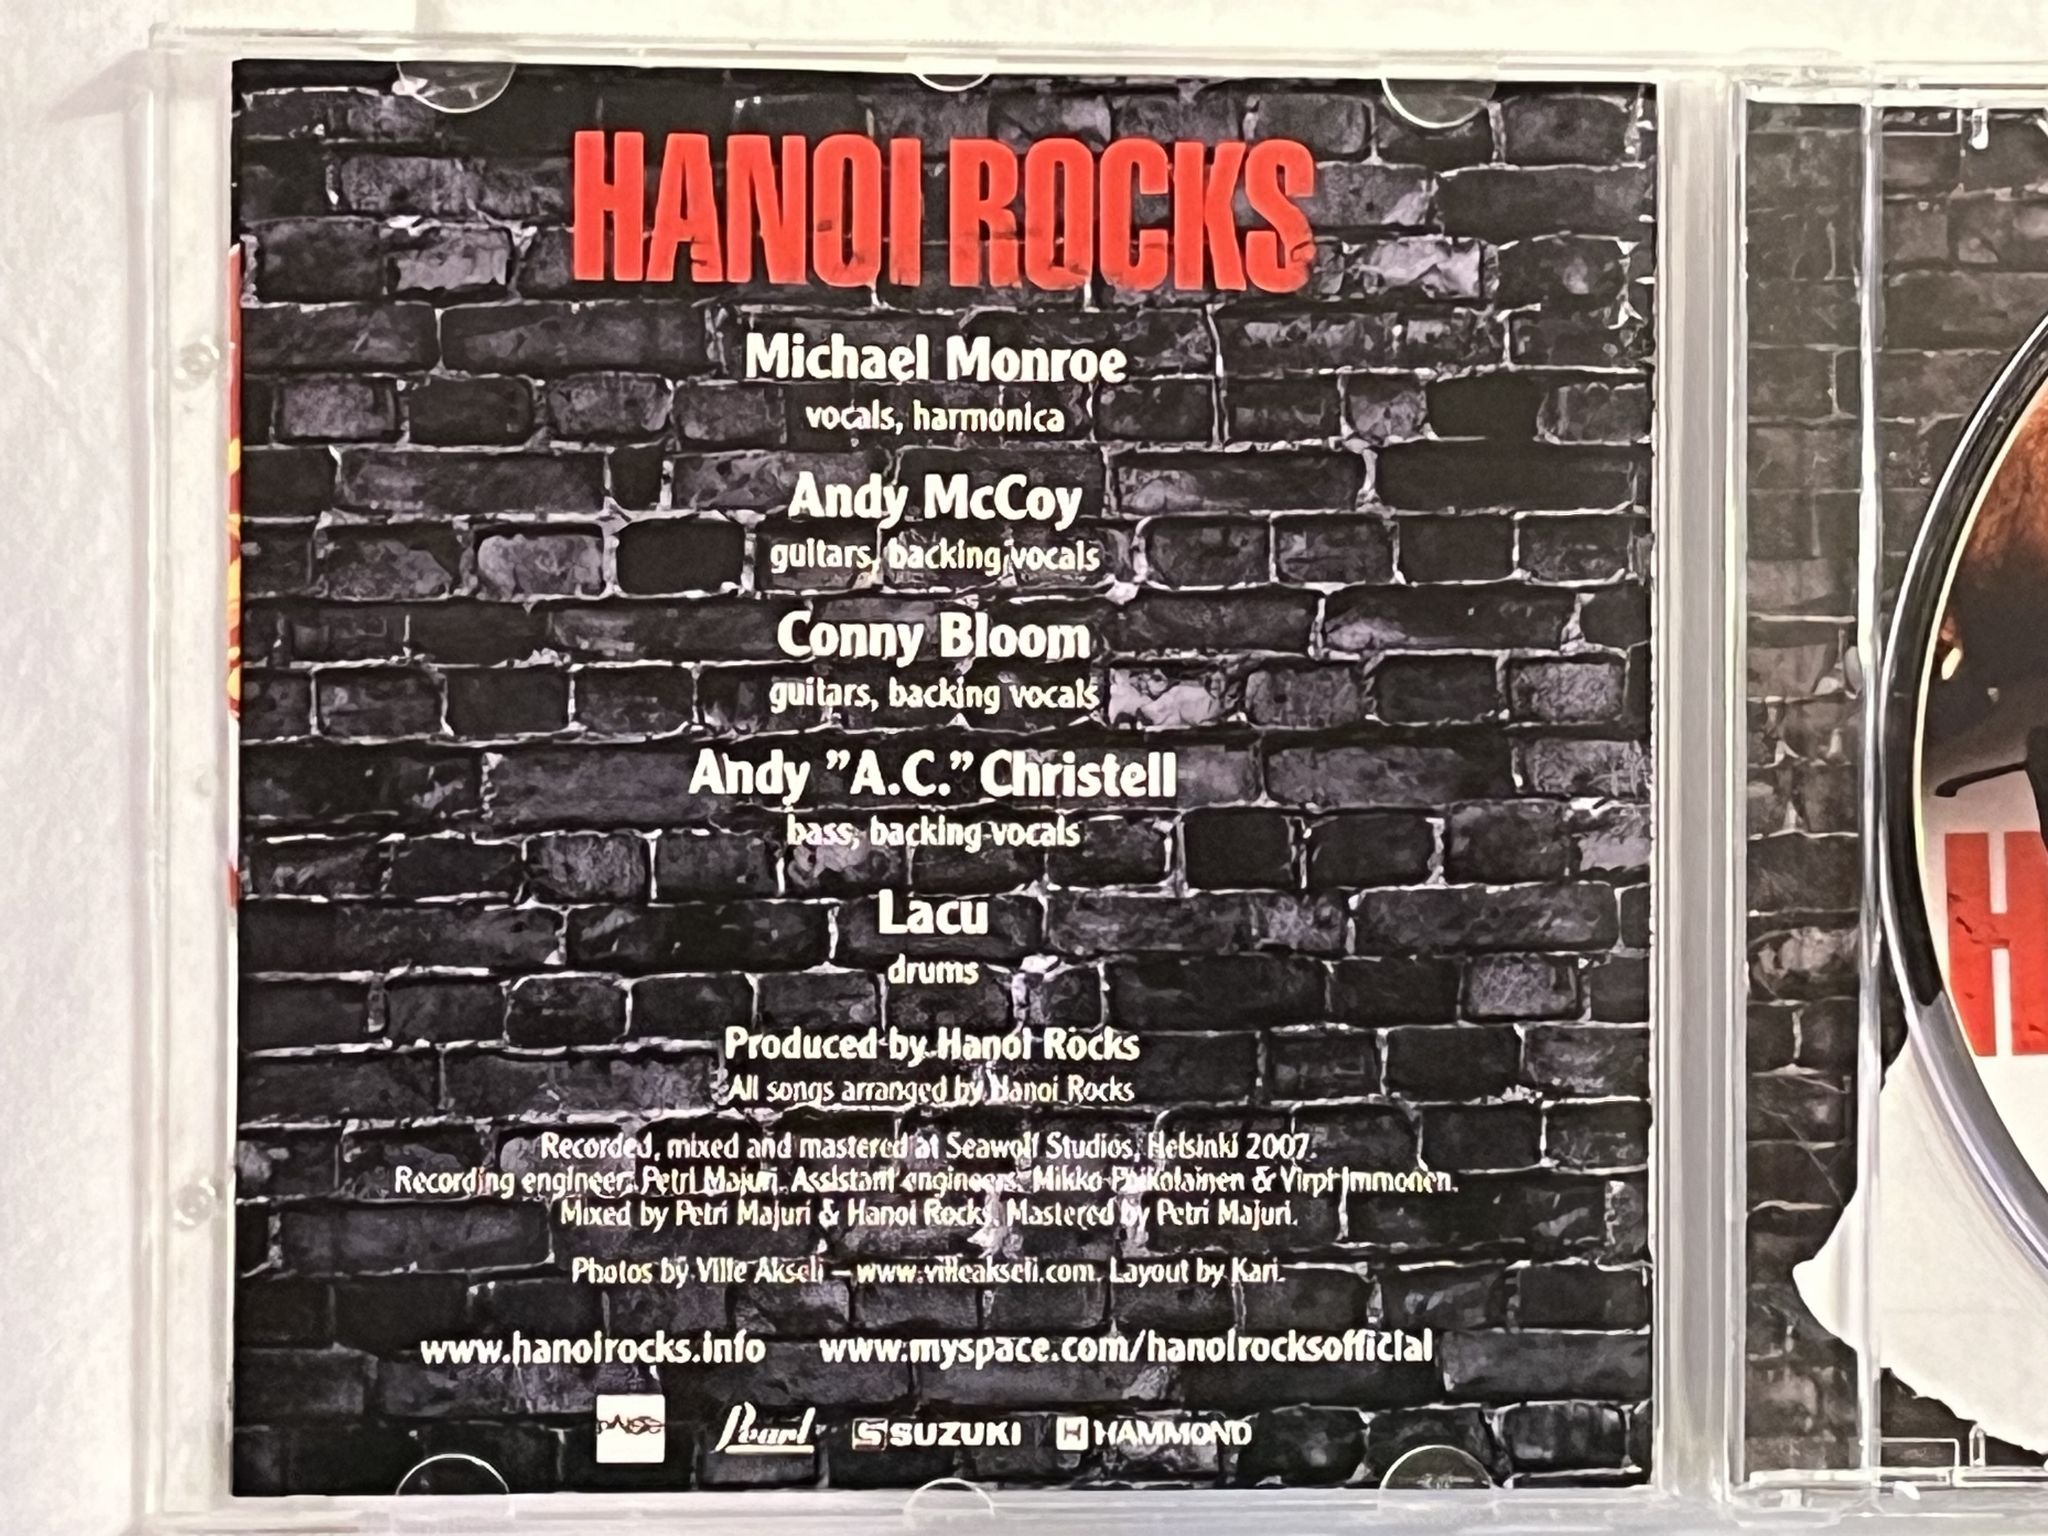 HANOI ROCKS
Michael Monroe
vocals, harmonica
Andy McCoy
guitars, backing vocals
Conny Bloom
guitars, backing vocals
Andy ”A.C.” Christell
bass, backing vocals
Lacu
drums
Produced by Hanoi Rocks
All songs arranged by Hanoi Rocks
Recorded, mixed and mastered at Seawolf Studios, Helsinki 2007.
Recording engineer: Petri Majuri. Assistant engineers: Mikko Poikolainen & Virpi Immonen.
Mixed by Petri Majuri & Hanoi Rocks. Mastered by Petri Majuri.
Photos by Ville Akseli – www.villeakseli.com. Layout by Kari.
www.hanoirocks.info www.myspace.com/hanoirocksofficial
Pearl SUZUKI HAMMOND
H